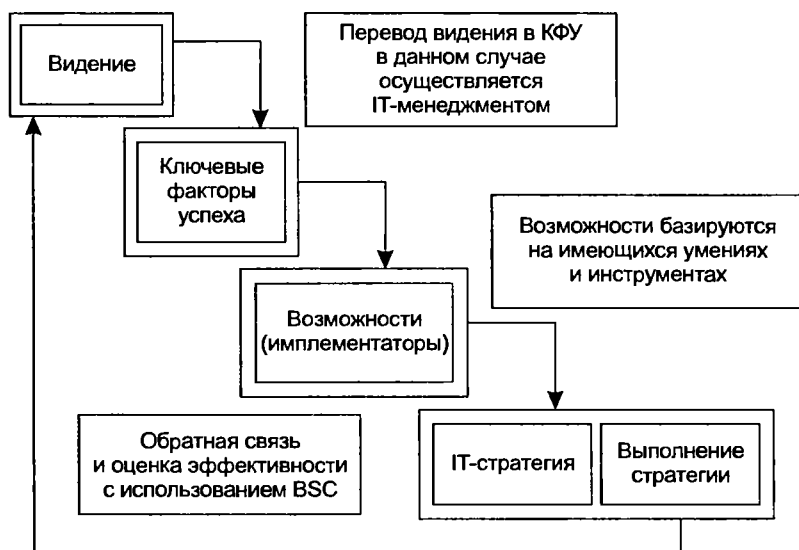 Видение
Перевод видения в КФУ
в данном случае
осуществляется
IT-менеджментом
Ключевые
факторы
успеха
Возможности базируются
на имеющихся умениях
и инструментах
Возможности
(имплементаторы)
Обратная связь
и оценка эффективности
с использованием BSC
IT-стратегия
Выполнение
стратегии